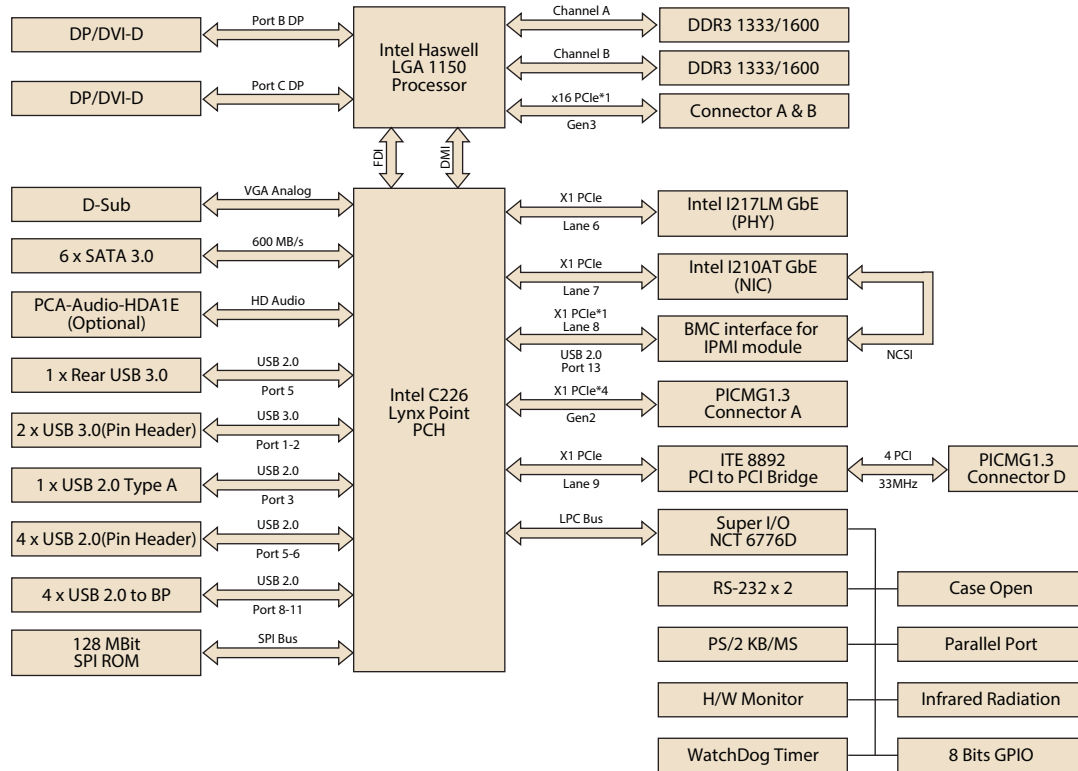 DP/DVI-D
Port B DP
Intel Haswell
LGA 1150
Processor
Channel A
DDR3 1333/1600
Channel B
DDR3 1333/1600
DP/DVI-D
Port C DP
x16 PCIe*1
Gen3
Connector A & B
FDI
DMI
D-Sub
VGA Analog
6 x SATA 3.0
600 MB/s
PCA-Audio-HDA1E
(Optional)
HD Audio
1 x Rear USB 3.0
USB 2.0
Port 5
2 x USB 3.0(Pin Header)
USB 3.0
Port 1-2
1 x USB 2.0 Type A
USB 2.0
Port 3
4 x USB 2.0(Pin Header)
USB 2.0
Port 5-6
4 x USB 2.0 to BP
USB 2.0
Port 8-11
128 MBit
SPI ROM
SPI Bus
Intel C226
Lynx Point
PCH
X1 PCIe
Lane 6
Intel I217LM GbE
(PHY)
X1 PCIe
Lane 7
Intel I210AT GbE
(NIC)
X1 PCIe*1
Lane 8
USB 2.0
Port 13
BMC interface for
IPMI module
NCSI
X1 PCIe*4
Gen2
PICMG1.3
Connector A
X1 PCIe
Lane 9
ITE 8892
PCI to PCI Bridge
4 PCI
33MHz
PICMG1.3
Connector D
LPC Bus
Super I/O
NCT 6776D
RS-232 x 2
Case Open
PS/2 KB/MS
Parallel Port
H/W Monitor
Infrared Radiation
WatchDog Timer
8 Bits GPIO